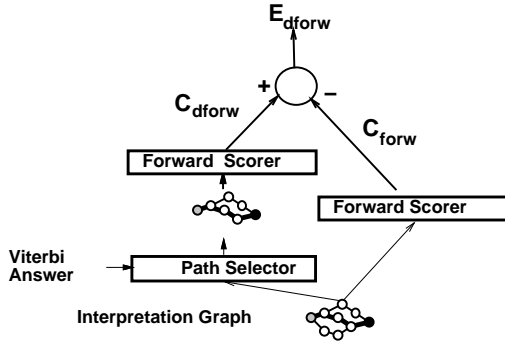 E_dforw
+ −
C_dforw
C_forw
Forward Scorer
Forward Scorer
Viterbi
Answer
Path Selector
Interpretation Graph